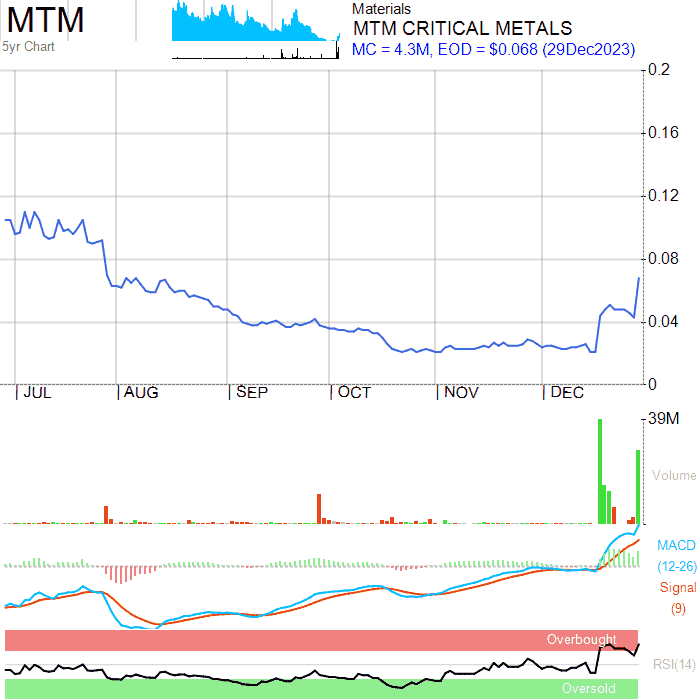 MTM
5yr Chart
Materials
MTM CRITICAL METALS
MC = 4.3M, EOD = $0.068 (29Dec2023)
0.2
0.16
0.12
0.08
0.04
0
JUL AUG SEP OCT NOV DEC
39M
Volume
MACD
(12-26)
Signal
(9)
Overbought
RSI(14)
Oversold